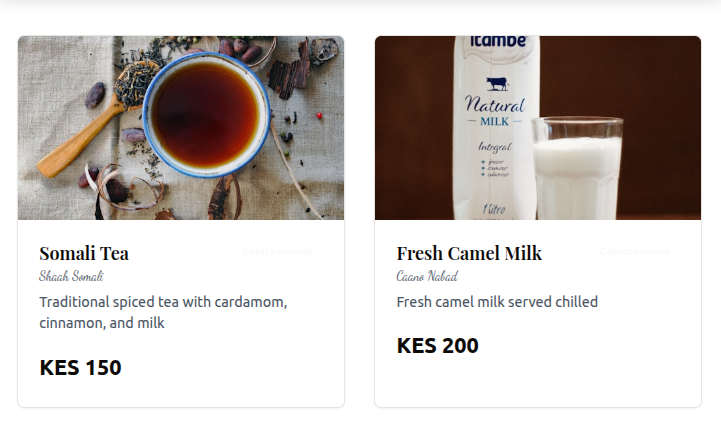 itambé
Natural
MILK
Integral
1 litro
Somali Tea
Shaah Somali
Traditional spiced tea with cardamom,
cinnamon, and milk
KES 150
Fresh Camel Milk
Caano Nabad
Fresh camel milk served chilled
KES 200